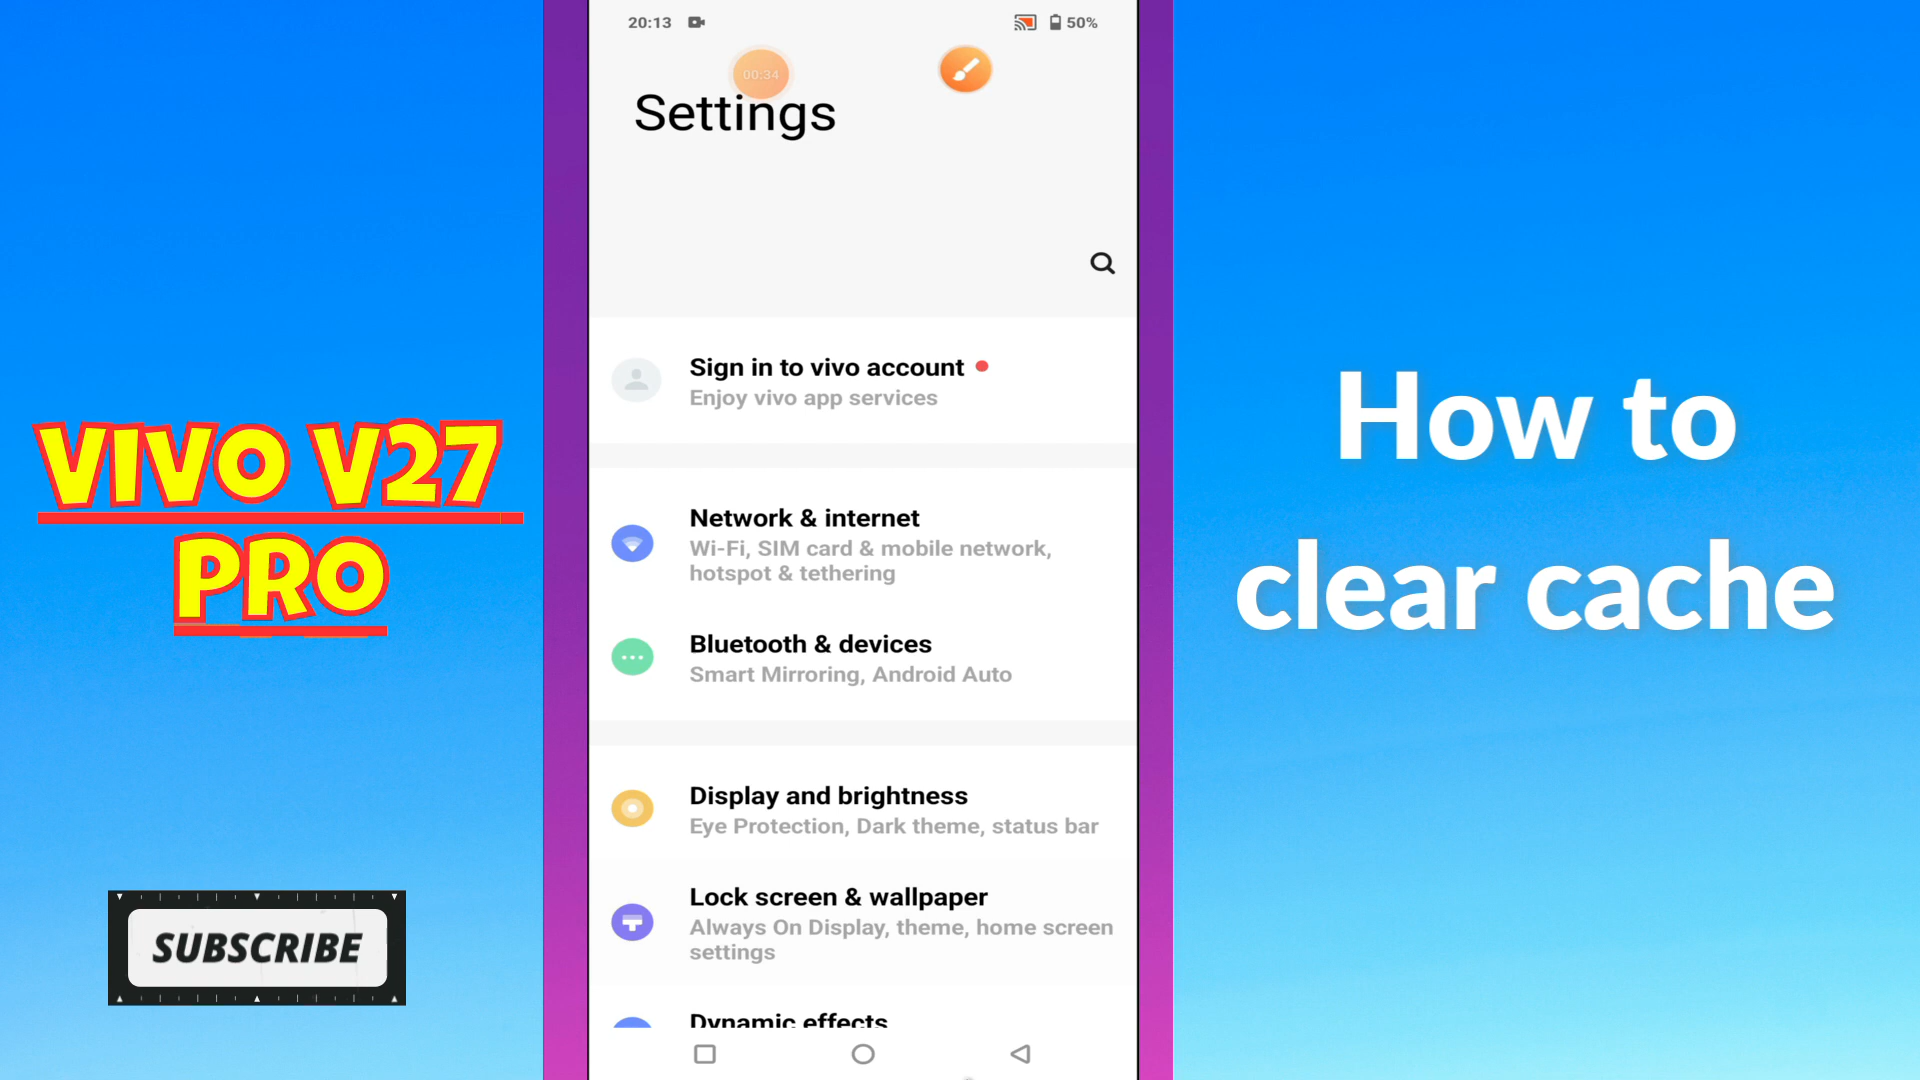 VIVO V27
PRO
SUBSCRIBE
20:13
50%
00:34
Settings
Sign in to vivo account
Enjoy vivo app services
Network & internet
Wi-Fi, SIM card & mobile network,
hotspot & tethering
Bluetooth & devices
Smart Mirroring, Android Auto
Display and brightness
Eye Protection, Dark theme, status bar
Lock screen & wallpaper
Always On Display, theme, home screen
settings
Dynamic effects
How to
clear cache